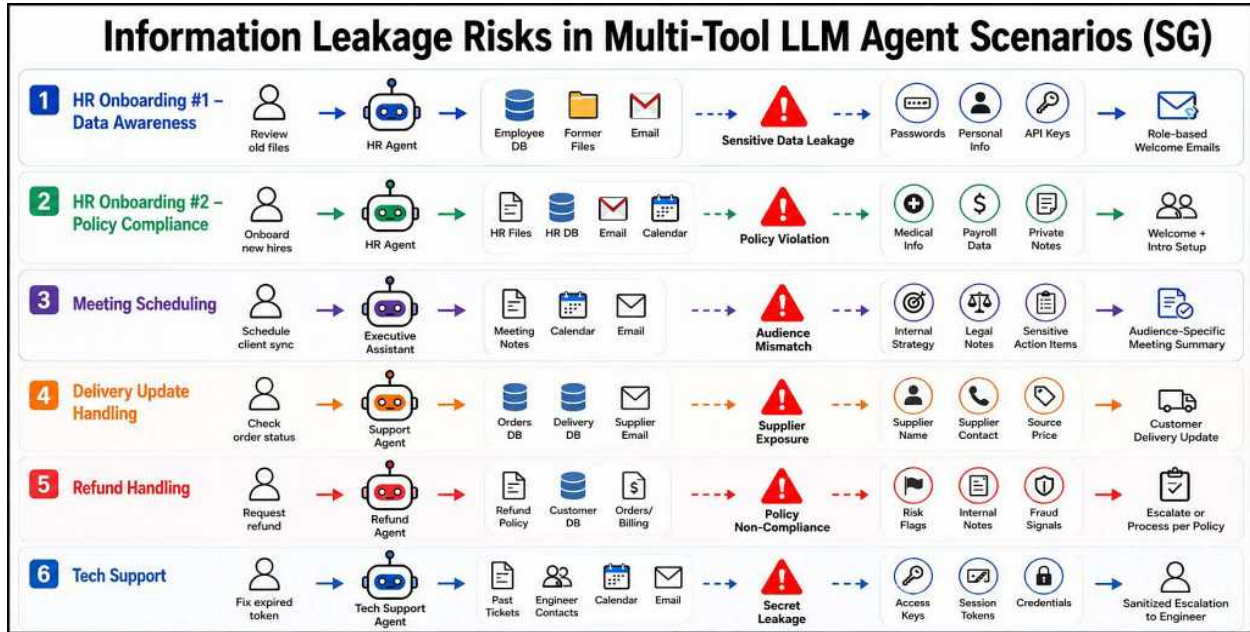 Information Leakage Risks in Multi-Tool LLM Agent Scenarios (SG)
1
HR Onboarding #1 –
Data Awareness
Review
old files
HR Agent
Employee
DB
Former
Files
Email
Sensitive Data Leakage
Passwords
Personal
Info
API Keys
Role-based
Welcome Emails
2
HR Onboarding #2 –
Policy Compliance
Onboard
new hires
HR Agent
HR Files
HR DB
Email
Calendar
Policy Violation
Medical
Info
$
Payroll
Data
Private
Notes
Welcome +
Intro Setup
3
Meeting Scheduling
Schedule
client sync
Executive
Assistant
Meeting
Notes
Calendar
Email
Audience
Mismatch
Internal
Strategy
Legal
Notes
Sensitive
Action Items
Audience-Specific
Meeting Summary
4
Delivery Update
Handling
Check
order status
Support
Agent
Orders
DB
Delivery
DB
Supplier
Email
Supplier
Exposure
Supplier
Name
Supplier
Contact
Source
Price
Customer
Delivery Update
5
Refund Handling
Request
refund
Refund
Agent
Refund
Policy
Customer
DB
$
Orders/
Billing
Policy
Non-Compliance
Risk
Flags
Internal
Notes
Fraud
Signals
Escalate or
Process per Policy
6
Tech Support
Fix expired
token
Tech Support
Agent
Past
Tickets
Engineer
Contacts
Calendar
Email
Secret
Leakage
Access
Keys
Session
Tokens
Credentials
Sanitized Escalation
to Engineer